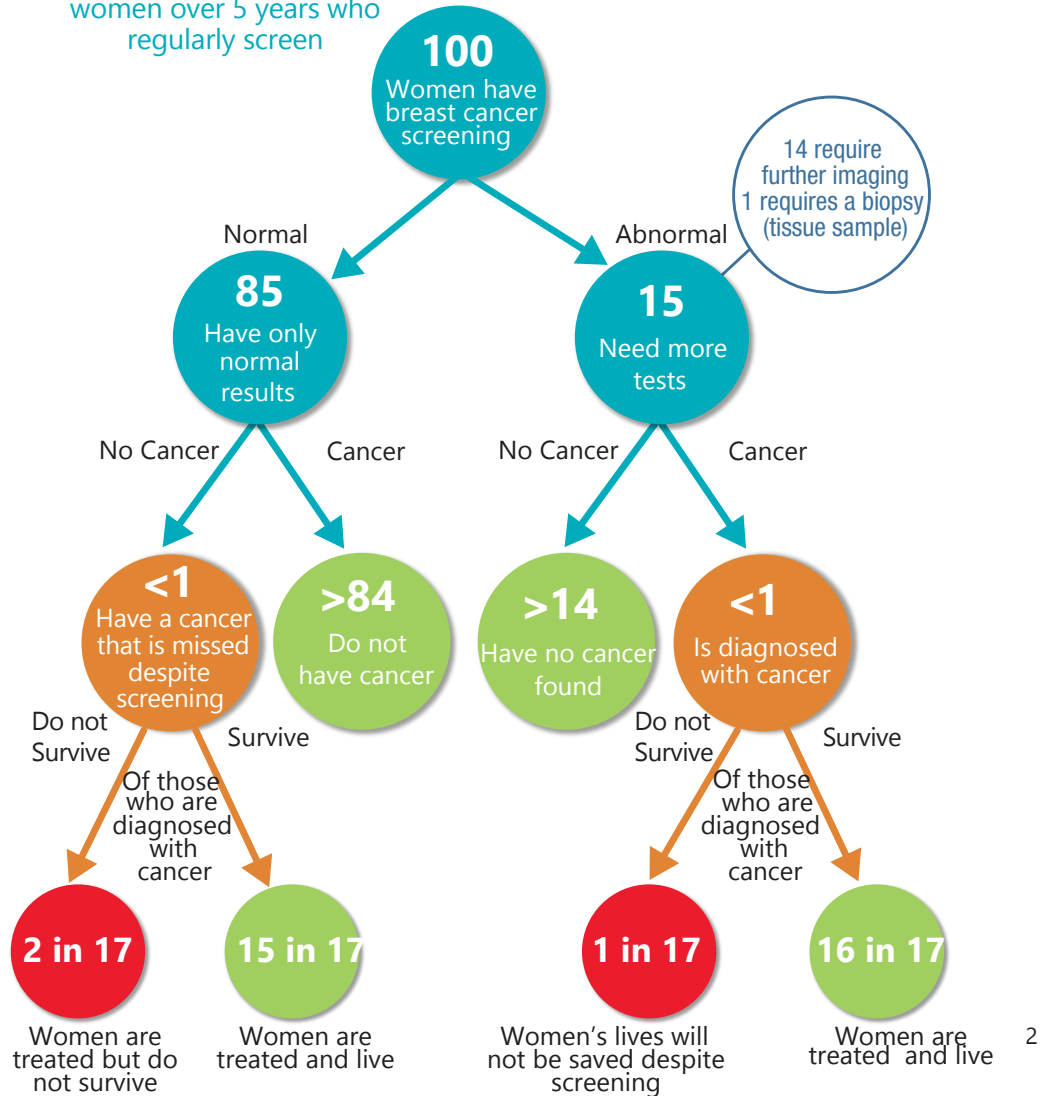 women over 5 years who
regularly screen
100
Women have
breast cancer
screening
14 require
further imaging
1 requires a biopsy
(tissue sample)
Normal
Abnormal
85
Have only
normal
results
15
Need more
tests
No Cancer
Cancer
No Cancer
Cancer
<1
Have a cancer
that is missed
despite
screening
>84
Do not
have cancer
>14
Have no cancer
found
<1
Is diagnosed
with cancer
Do not
Survive
Survive
Of those
who are
diagnosed
with
cancer
Do not
Survive
Survive
Of those
who are
diagnosed
with
cancer
2 in 17
15 in 17
1 in 17
16 in 17
Women are
treated but do
not survive
Women are
treated and live
Women's lives will
not be saved despite
screening
Women are
treated and live
2